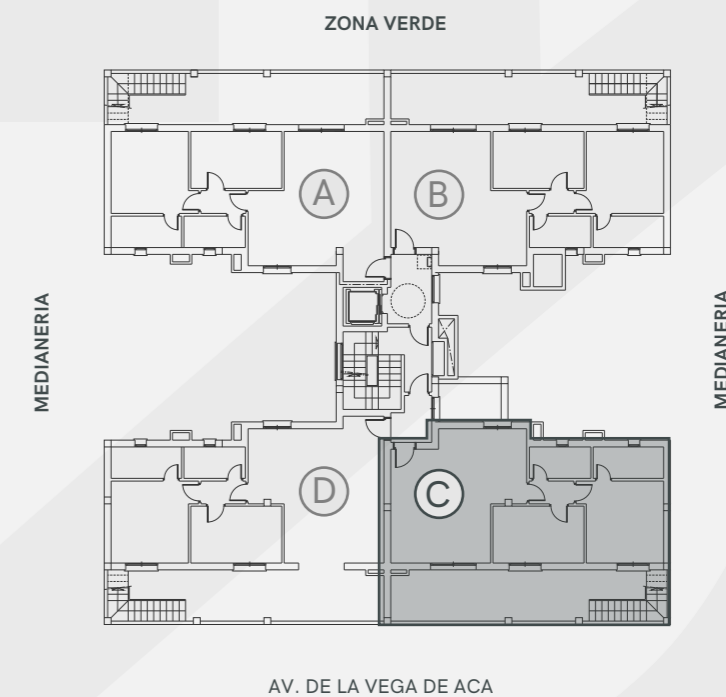 ZONA VERDE
A
B
MEDIANERIA
MEDIANERIA
D
C
AV. DE LA VEGA DE ACA